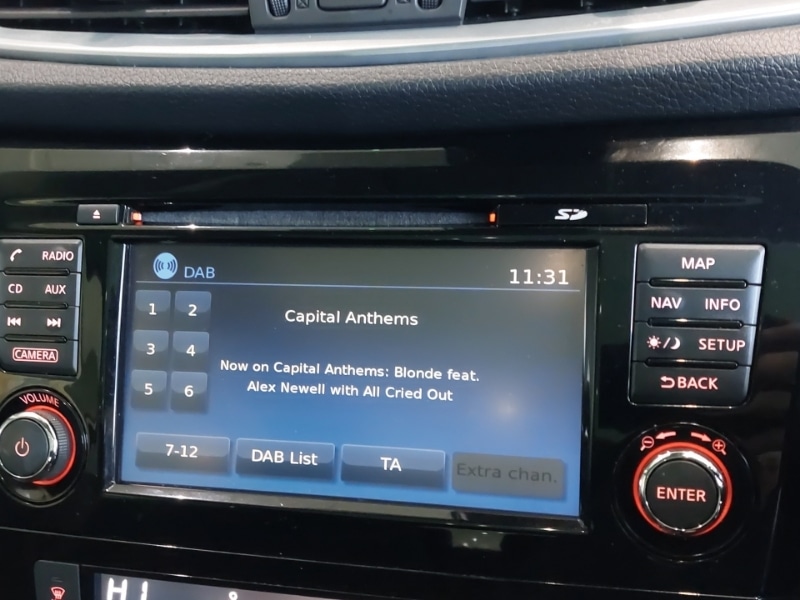 SD
RADIO
CD AUX
CAMERA
VOLUME
DAB 11:31
1 2
3 4
5 6
Capital Anthems
Now on Capital Anthems: Blonde feat.
Alex Newell with All Cried Out
7-12 DAB List TA Extra chan.
MAP
NAV INFO
SETUP
BACK
ENTER
HI